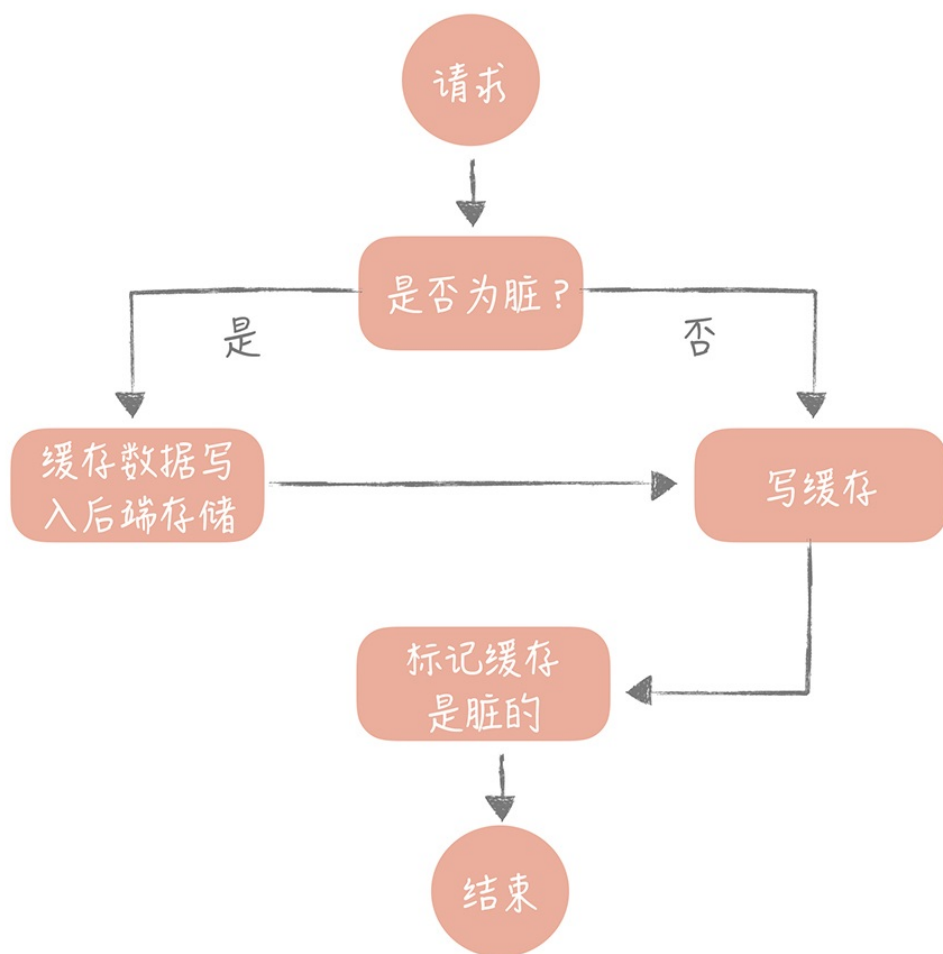 请求
是否为脏？
是
否
缓存数据写
入后端存储
写缓存
标记缓存
是脏的
结束